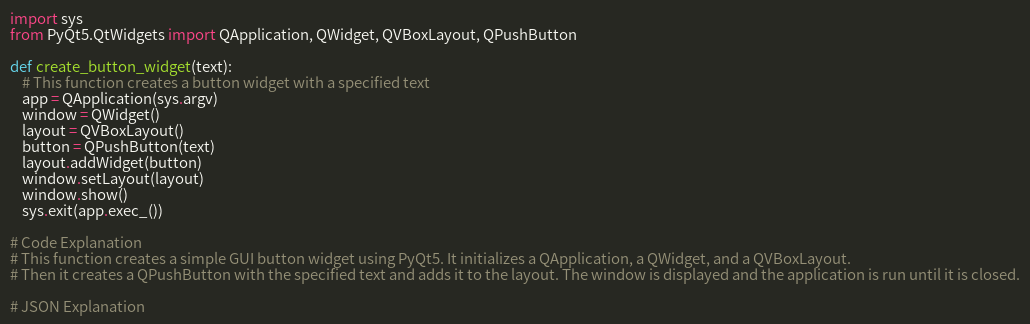 import sys
from PyQt5.QtWidgets import QApplication, QWidget, QVBoxLayout, QPushButton
def create_button_widget(text):
# This function creates a button widget with a specified text
app = QApplication(sys.argv)
window = QWidget()
layout = QVBoxLayout()
button = QPushButton(text)
layout.addWidget(button)
window.setLayout(layout)
window.show()
sys.exit(app.exec_())
# Code Explanation
# This function creates a simple GUI button widget using PyQt5. It initializes a QApplication, a QWidget, and a QVBoxLayout.
# Then it creates a QPushButton with the specified text and adds it to the layout. The window is displayed and the application is run until it is closed.
# JSON Explanation